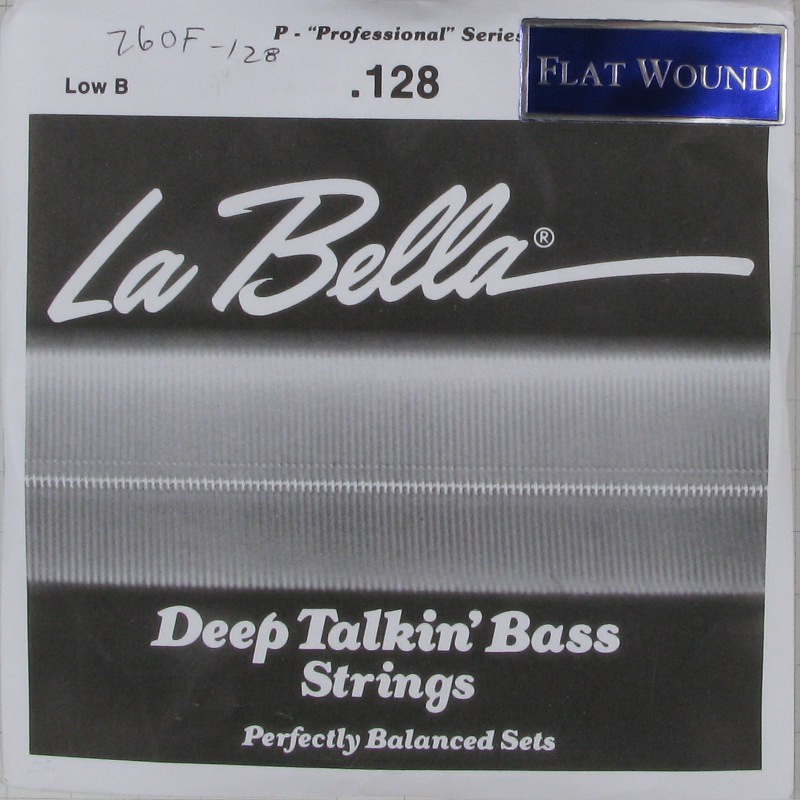 760F-128
P - "Professional" Series
Low B
.128
FLAT WOUND
La Bella®
Deep Talkin' Bass
Strings
Perfectly Balanced Sets